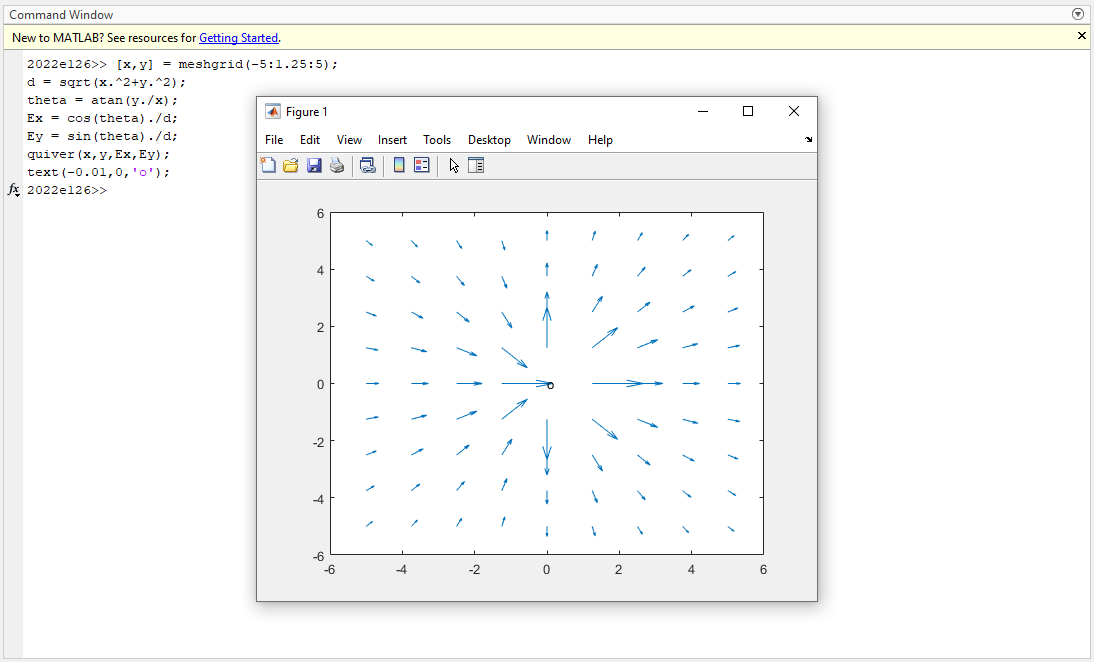 Command Window
New to MATLAB? See resources for Getting Started.
2022e126>> [x,y] = meshgrid(-5:1.25:5);
d = sqrt(x.^2+y.^2);
theta = atan(y./x);
Ex = cos(theta)./d;
Ey = sin(theta)./d;
quiver(x,y,Ex,Ey);
text(-0.01,0,'o');
fx 2022e126>>
Figure 1
File Edit View Insert Tools Desktop Window Help
6
4
2
0
-2
-4
-6
-6 -4 -2 0 2 4 6
o